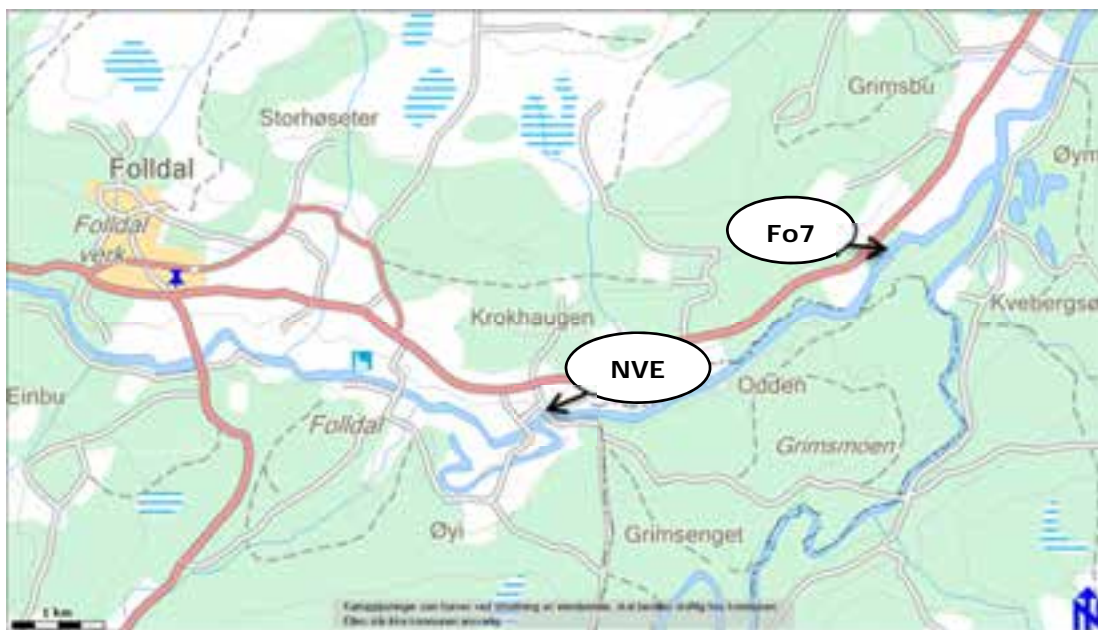 Grimsbu
Storhøseter
Folldal
Øym
Folldal
verk
Fo7
Kvebergsø
Krokhaugen
NVE
Odden
Einbu
Folldal
Grimsmoen
Øyi
Grimsenget
1 km
N